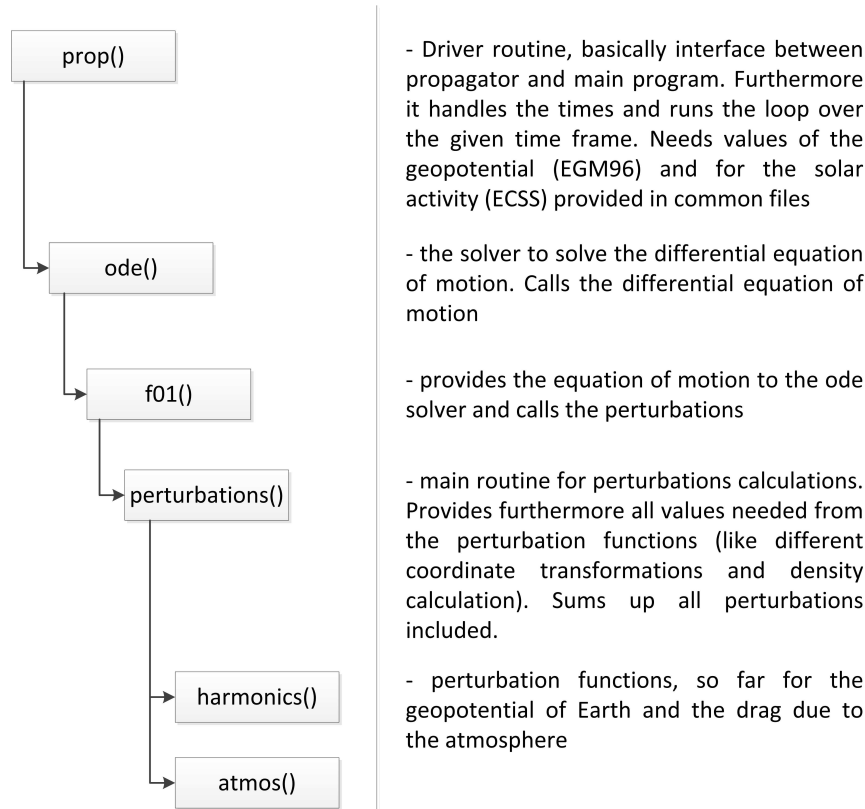 prop()
- Driver routine, basically interface between
propagator and main program. Furthermore
it handles the times and runs the loop over
the given time frame. Needs values of the
geopotential (EGM96) and for the solar
activity (ECSS) provided in common files
ode()
- the solver to solve the differential equation
of motion. Calls the differential equation of
motion
f01()
- provides the equation of motion to the ode
solver and calls the perturbations
perturbations()
- main routine for perturbations calculations.
Provides furthermore all values needed from
the perturbation functions (like different
coordinate transformations and density
calculation). Sums up all perturbations
included.
harmonics()
- perturbation functions, so far for the
geopotential of Earth and the drag due to
the atmosphere
atmos()